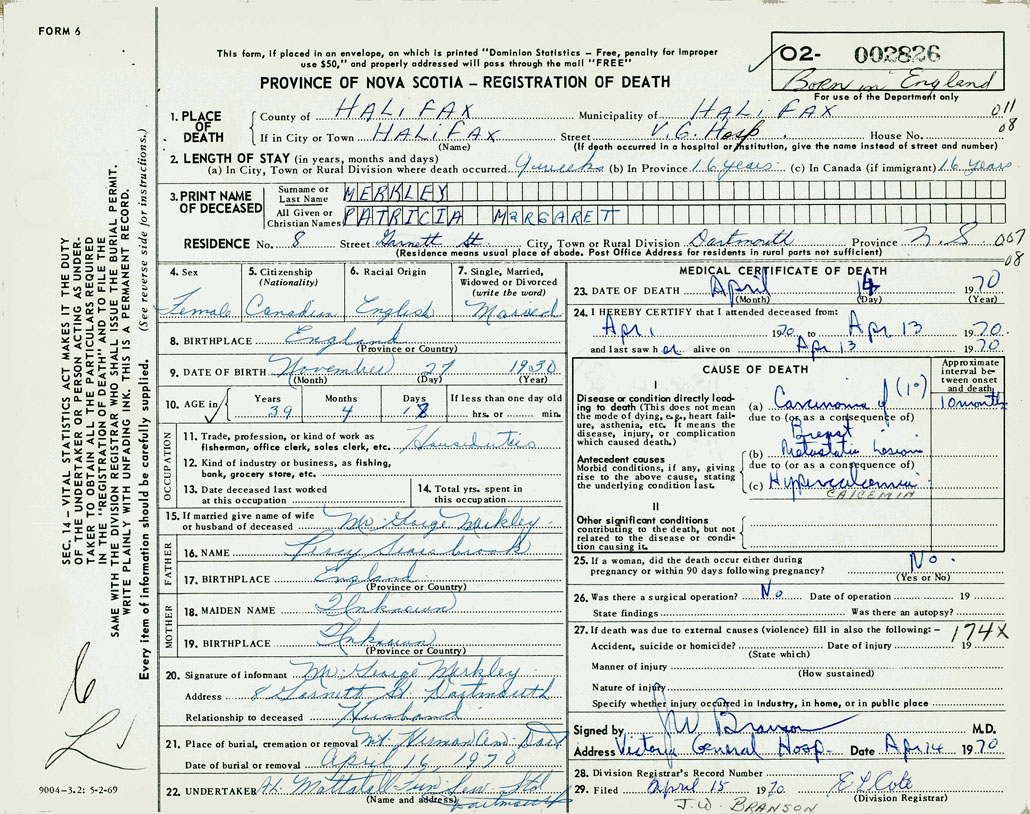 FORM 6
This form, if placed in an envelope, on which is printed "Dominion Statistics – Free, penalty for improper
use $50," and properly addressed will pass through the mail "FREE"
PROVINCE OF NOVA SCOTIA – REGISTRATION OF DEATH
O2- 002826
Born in England
For use of the Department only
SEC. 14 – VITAL STATISTICS ACT MAKES IT THE DUTY
OF THE UNDERTAKER OR PERSON ACTING AS UNDER-
TAKER TO OBTAIN ALL THE PARTICULARS REQUIRED
IN THE "REGISTRATION OF DEATH" AND TO FILE THE
SAME WITH THE DIVISION REGISTRAR WHO SHALL ISSUE THE BURIAL PERMIT.
WRITE PLAINLY WITH UNFADING INK. THIS IS A PERMANENT RECORD.
Every item of information should be carefully supplied. (See reverse side for instructions.)
1. PLACE OF DEATH
County of HALIFAX Municipality of HALIFAX 011
If in City or Town HALIFAX Street V. G. Hosp House No. 08
(Name) (If death occurred in a hospital or institution, give the name instead of street and number)
2. LENGTH OF STAY (in years, months and days)
(a) In City, Town or Rural Division where death occurred 9 weeks (b) In Province 16 years (c) In Canada (if immigrant) 16 years
3. PRINT NAME OF DECEASED
Surname or Last Name MERKLEY
All Given or Christian Names PATRICIA MARGARETT
RESIDENCE No. 8 Street Garnett St City, Town or Rural Division Dartmouth Province N S 007
(Residence means usual place of abode. Post Office Address for residents in rural parts not sufficient) 08
4. Sex Female
5. Citizenship (Nationality) Canadian
6. Racial Origin English
7. Single, Married, Widowed or Divorced (write the word) Married
8. BIRTHPLACE England
(Province or Country)
9. DATE OF BIRTH November 27 1930
(Month) (Day) (Year)
10. AGE in Years 39 Months 4 Days 18 If less than one day old hrs. or min.
OCCUPATION
11. Trade, profession, or kind of work as fisherman, office clerk, sales clerk, etc.
12. Kind of industry or business, as fishing, bank, grocery store, etc.
13. Date deceased last worked at this occupation
14. Total yrs. spent in this occupation
15. If married give name of wife or husband of deceased Mr. George Merkley
FATHER
16. NAME Percy
17. BIRTHPLACE England
(Province or Country)
MOTHER
18. MAIDEN NAME Unknown
19. BIRTHPLACE Unknown
(Province or Country)
20. Signature of informant Mr. George Merkley
Address 8 Dartmouth
Relationship to deceased Husband
21. Place of burial, cremation or removal
Date of burial or removal April 16, 1970
22. UNDERTAKER Mattatall
(Name and address) Dartmouth
MEDICAL CERTIFICATE OF DEATH
23. DATE OF DEATH April 14 1970
(Month) (Day) (Year)
24. I HEREBY CERTIFY that I attended deceased from:
Apr 1 1970 to Apr 13 1970
and last saw her alive on Apr 13 1970
CAUSE OF DEATH
Approximate interval between onset and death
I
Disease or condition directly leading to death (This does not mean the mode of dying, e.g., heart failure, asthenia, etc. It means the disease, injury, or complication which caused death.)
(a) Carcinoma of (1°) 10 months
due to (or as a consequence of)
Breast
Antecedent causes
Morbid conditions, if any, giving rise to the above cause, stating the underlying condition last.
(b) Metastatic Lesions
due to (or as a consequence of)
(c) Hypercalcemia
CALCEMIA
II
Other significant conditions contributing to the death, but not related to the disease or condition causing it.
25. If a woman, did the death occur either during pregnancy or within 90 days following pregnancy? No.
(Yes or No)
26. Was there a surgical operation? No Date of operation 19
State findings Was there an autopsy?
27. If death was due to external causes (violence) fill in also the following: – 174X
Accident, suicide or homicide? Date of injury 19
(State which)
Manner of injury
(How sustained)
Nature of injury
Specify whether injury occurred in industry, in home, or in public place
Signed by J W Branson M.D.
Address Victoria General Hosp. Date Apr 14 1970
28. Division Registrar's Record Number
29. Filed April 15 1970 E L Cole
(Division Registrar)
J. W. BRANSON
9004–3.2: 5-2-69